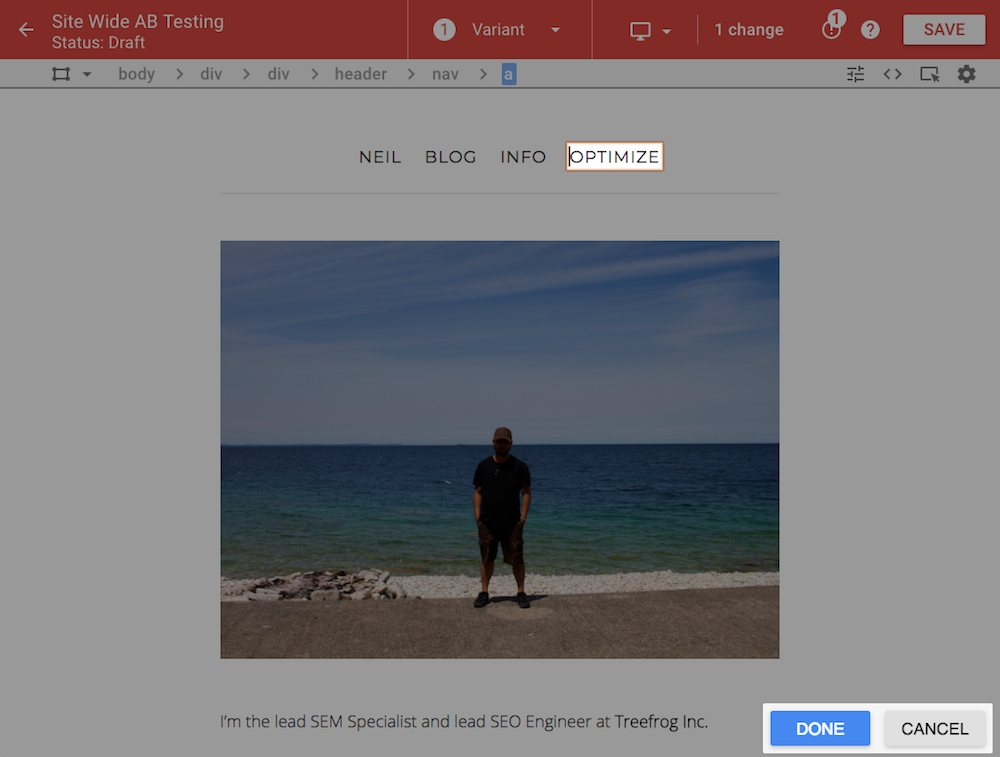 Site Wide AB Testing
Status: Draft
1 Variant
1 change
1
?
SAVE
body > div > div > header > nav > a
NEIL BLOG INFO OPTIMIZE
I'm the lead SEM Specialist and lead SEO Engineer at Treefrog Inc.
DONE CANCEL